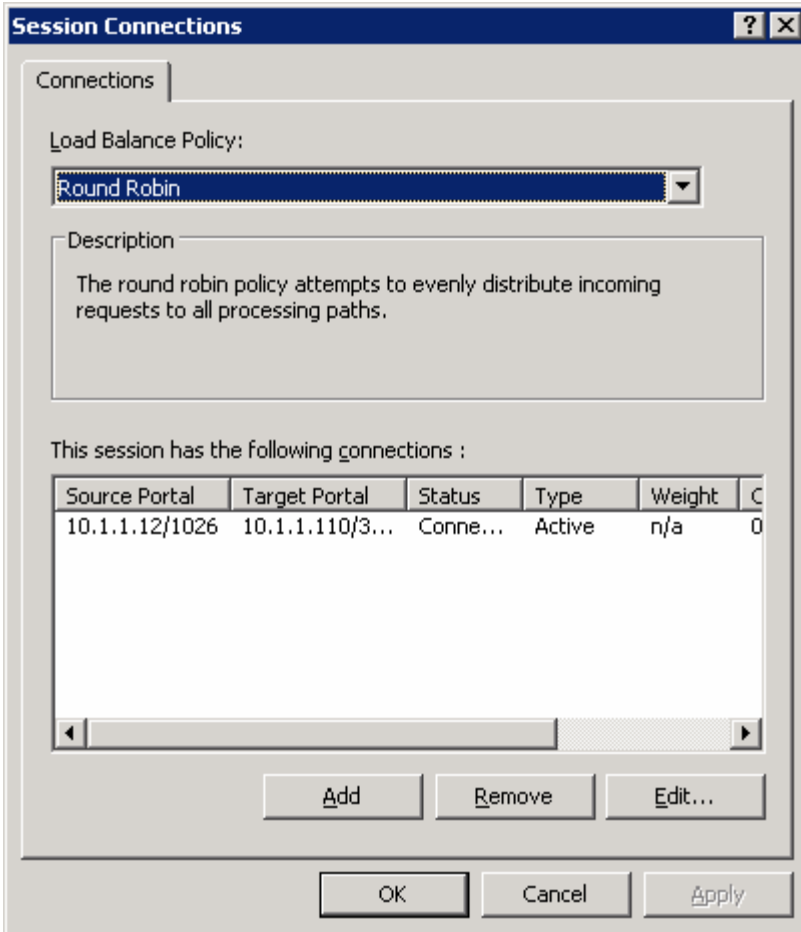 Session Connections
Connections
Load Balance Policy:
Round Robin
Description
The round robin policy attempts to evenly distribute incoming
requests to all processing paths.
This session has the following connections :
Source Portal Target Portal Status Type Weight C
10.1.1.12/1026 10.1.1.110/3... Conne... Active n/a 0
Add Remove Edit...
OK Cancel Apply